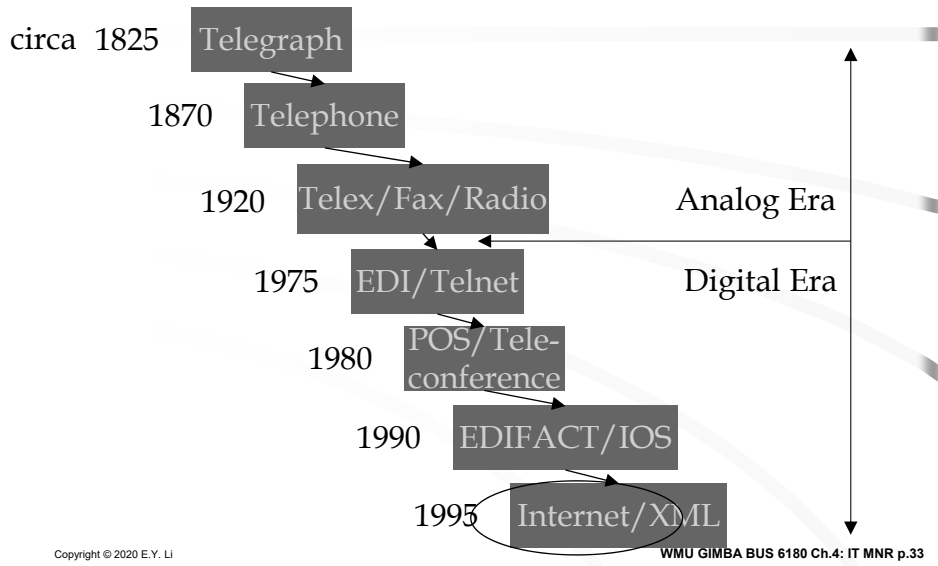 circa 1825 Telegraph
1870 Telephone
1920 Telex/Fax/Radio
Analog Era
1975 EDI/Telnet
Digital Era
1980 POS/Tele-
conference
1990 EDIFACT/IOS
1995 Internet/XML
Copyright © 2020 E.Y. Li
WMU GIMBA BUS 6180 Ch.4: IT MNR p.33